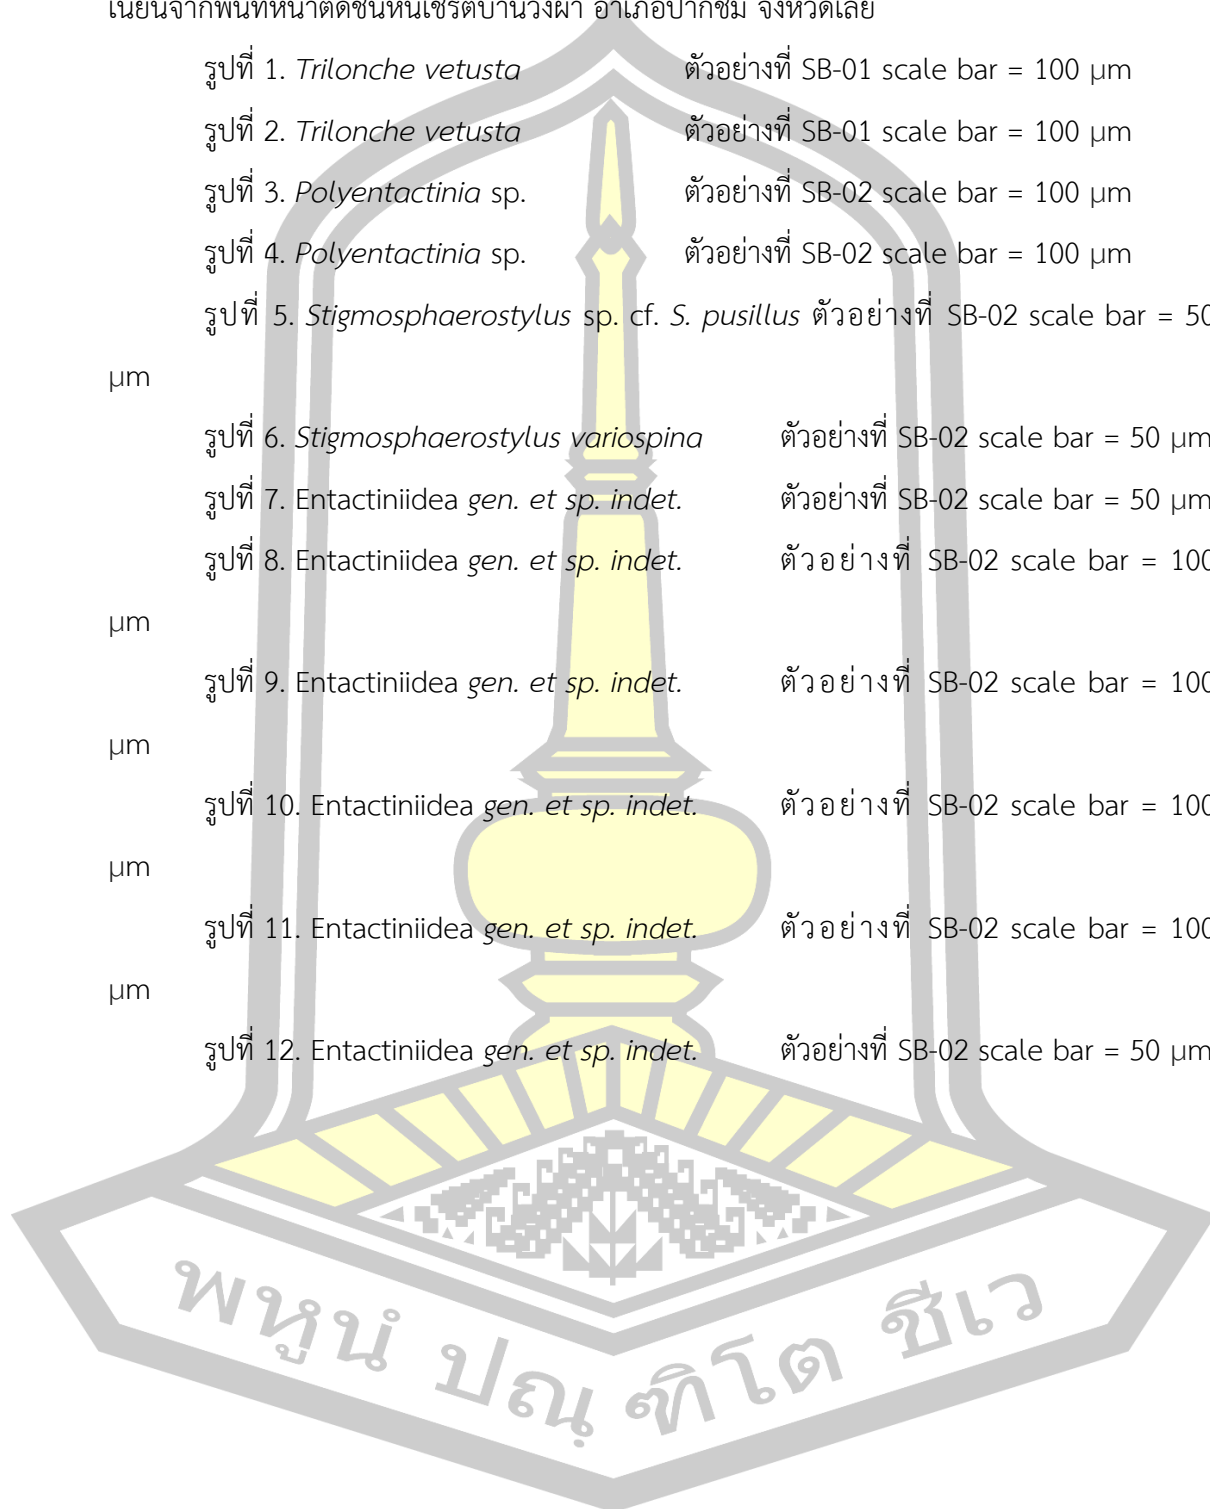 เนียนจากพื้นที่หน้าตัดชั้นหินเชิร์ตบ้านวังผา อำเภอปากชม จังหวัดเลย
รูปที่ 1. Trilonche vetusta ตัวอย่างที่ SB-01 scale bar = 100 µm
รูปที่ 2. Trilonche vetusta ตัวอย่างที่ SB-01 scale bar = 100 µm
รูปที่ 3. Polyentactinia sp. ตัวอย่างที่ SB-02 scale bar = 100 µm
รูปที่ 4. Polyentactinia sp. ตัวอย่างที่ SB-02 scale bar = 100 µm
รูปที่ 5. Stigmosphaerostylus sp. cf. S. pusillus ตัวอย่างที่ SB-02 scale bar = 50
µm
รูปที่ 6. Stigmosphaerostylus variospina ตัวอย่างที่ SB-02 scale bar = 50 µm
รูปที่ 7. Entactiniidea gen. et sp. indet. ตัวอย่างที่ SB-02 scale bar = 50 µm
รูปที่ 8. Entactiniidea gen. et sp. indet. ตัวอย่างที่ SB-02 scale bar = 100
µm
รูปที่ 9. Entactiniidea gen. et sp. indet. ตัวอย่างที่ SB-02 scale bar = 100
µm
รูปที่ 10. Entactiniidea gen. et sp. indet. ตัวอย่างที่ SB-02 scale bar = 100
µm
รูปที่ 11. Entactiniidea gen. et sp. indet. ตัวอย่างที่ SB-02 scale bar = 100
µm
รูปที่ 12. Entactiniidea gen. et sp. indet. ตัวอย่างที่ SB-02 scale bar = 50 µm
พหูนํ ปณฺฑิโต ชีเว